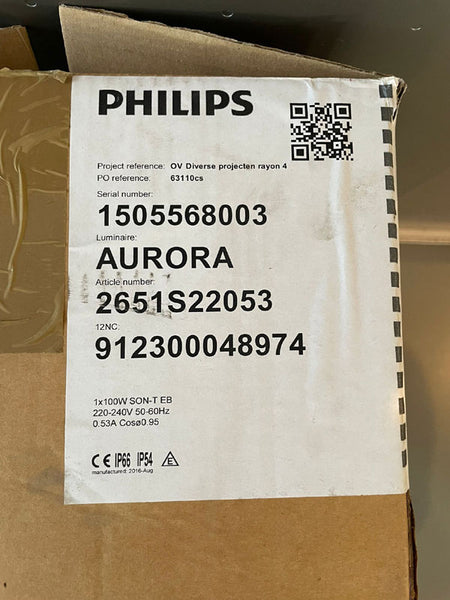 PHILIPS
Project reference: OV Diverse projecten rayon 4
PO reference: 63110cs
Serial number:
1505568003
Luminaire:
AURORA
Article number:
2651S22053
12NC:
912300048974
1x100W SON-T EB
220-240V 50-60Hz
0.53A Cosø0.95
CE IP66 IP54 E
manufactured: 2016-Aug